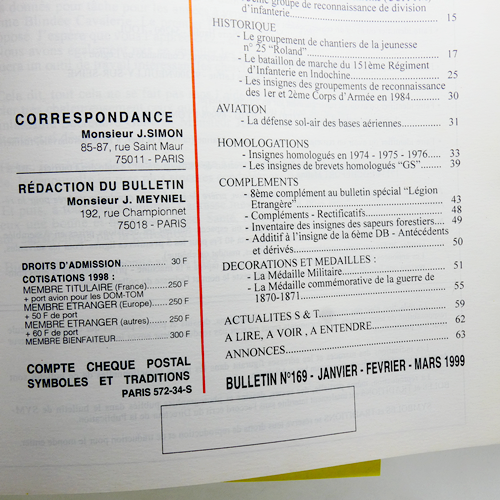 CORRESPONDANCE
Monsieur J.SIMON
85-87, rue Saint Maur
75011 - PARIS
RÉDACTION DU BULLETIN
Monsieur J. MEYNIEL
192, rue Championnet
75018 - PARIS
DROITS D'ADMISSION.................. 30 F
COTISATIONS 1998 :
MEMBRE TITULAIRE (France)....... 250 F
+ port avion pour les DOM-TOM
MEMBRE ETRANGER (Europe)..... 250 F
+ 50 F de port
MEMBRE ETRANGER (autres)....... 250 F
+ 60 F de port
MEMBRE BIENFAITEUR................ 300 F
COMPTE CHEQUE POSTAL
SYMBOLES ET TRADITIONS
PARIS 572-34-S
groupe de reconnaissance de division
d'infanterie........ 15
HISTORIQUE
- Le groupement de chantiers de la jeunesse
n° 25 "Roland"........ 17
- Le bataillon de marche du 151ème Régiment
d'Infanterie en Indochine........ 25
- Les insignes des groupements de reconnaissance
des 1er et 2ème Corps d'Armée en 1984........ 30
AVIATION
- La défense sol-air des bases aériennes........ 31
HOMOLOGATIONS
- Insignes homologués en 1974 - 1975 - 1976..... 33
- Les insignes de brevets homologués "GS"........ 39
COMPLEMENTS
- 8ème complément au bulletin spécial "Légion
Etrangère"........ 43
- Compléments - Rectificatifs........ 48
- Inventaire des insignes des sapeurs forestiers.... 49
- Additif à l'insigne de la 6ème DB - Antécédents
et dérivés........ 50
DECORATIONS ET MEDAILLES :
- La Médaille Militaire........ 51
- La Médaille commémorative de la guerre de
1870-1871........ 55
ACTUALITES S & T........ 59
A LIRE, A VOIR , A ENTENDRE........ 62
ANNONCES........ 63
BULLETIN N°169 - JANVIER - FEVRIER - MARS 1999